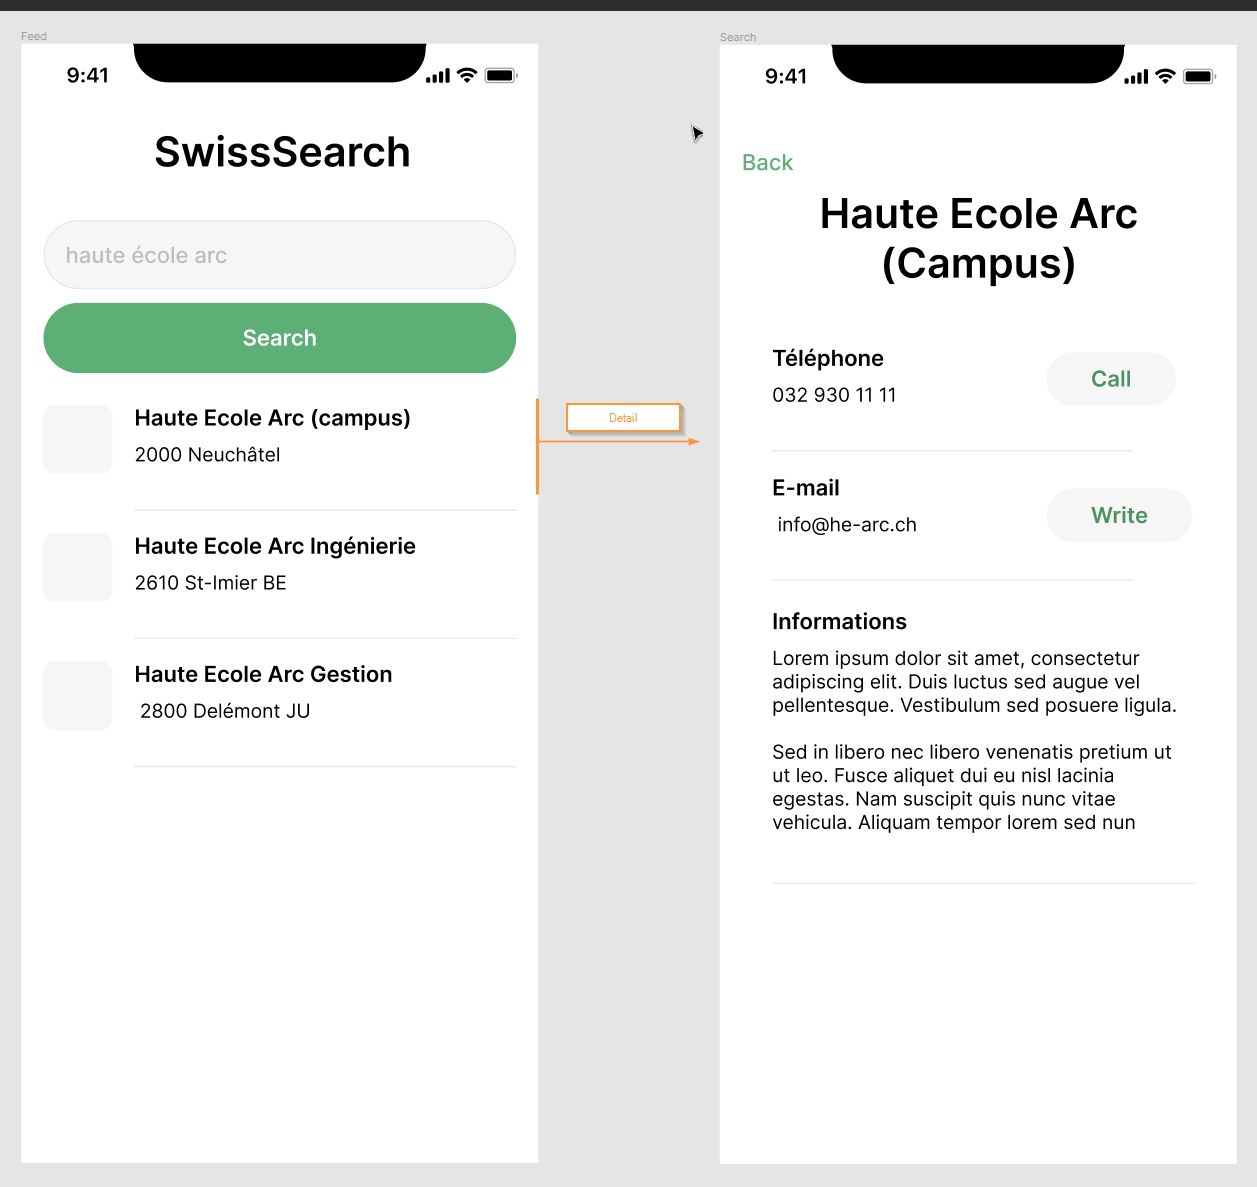 Feed
9:41
SwissSearch
haute école arc
Search
Haute Ecole Arc (campus)
2000 Neuchâtel
Haute Ecole Arc Ingénierie
2610 St-Imier BE
Haute Ecole Arc Gestion
2800 Delémont JU
Detail
Search
9:41
Back
Haute Ecole Arc
(Campus)
Téléphone
032 930 11 11
Call
E-mail
info@he-arc.ch
Write
Informations
Lorem ipsum dolor sit amet, consectetur
adipiscing elit. Duis luctus sed augue vel
pellentesque. Vestibulum sed posuere ligula.
Sed in libero nec libero venenatis pretium ut
ut leo. Fusce aliquet dui eu nisl lacinia
egestas. Nam suscipit quis nunc vitae
vehicula. Aliquam tempor lorem sed nun